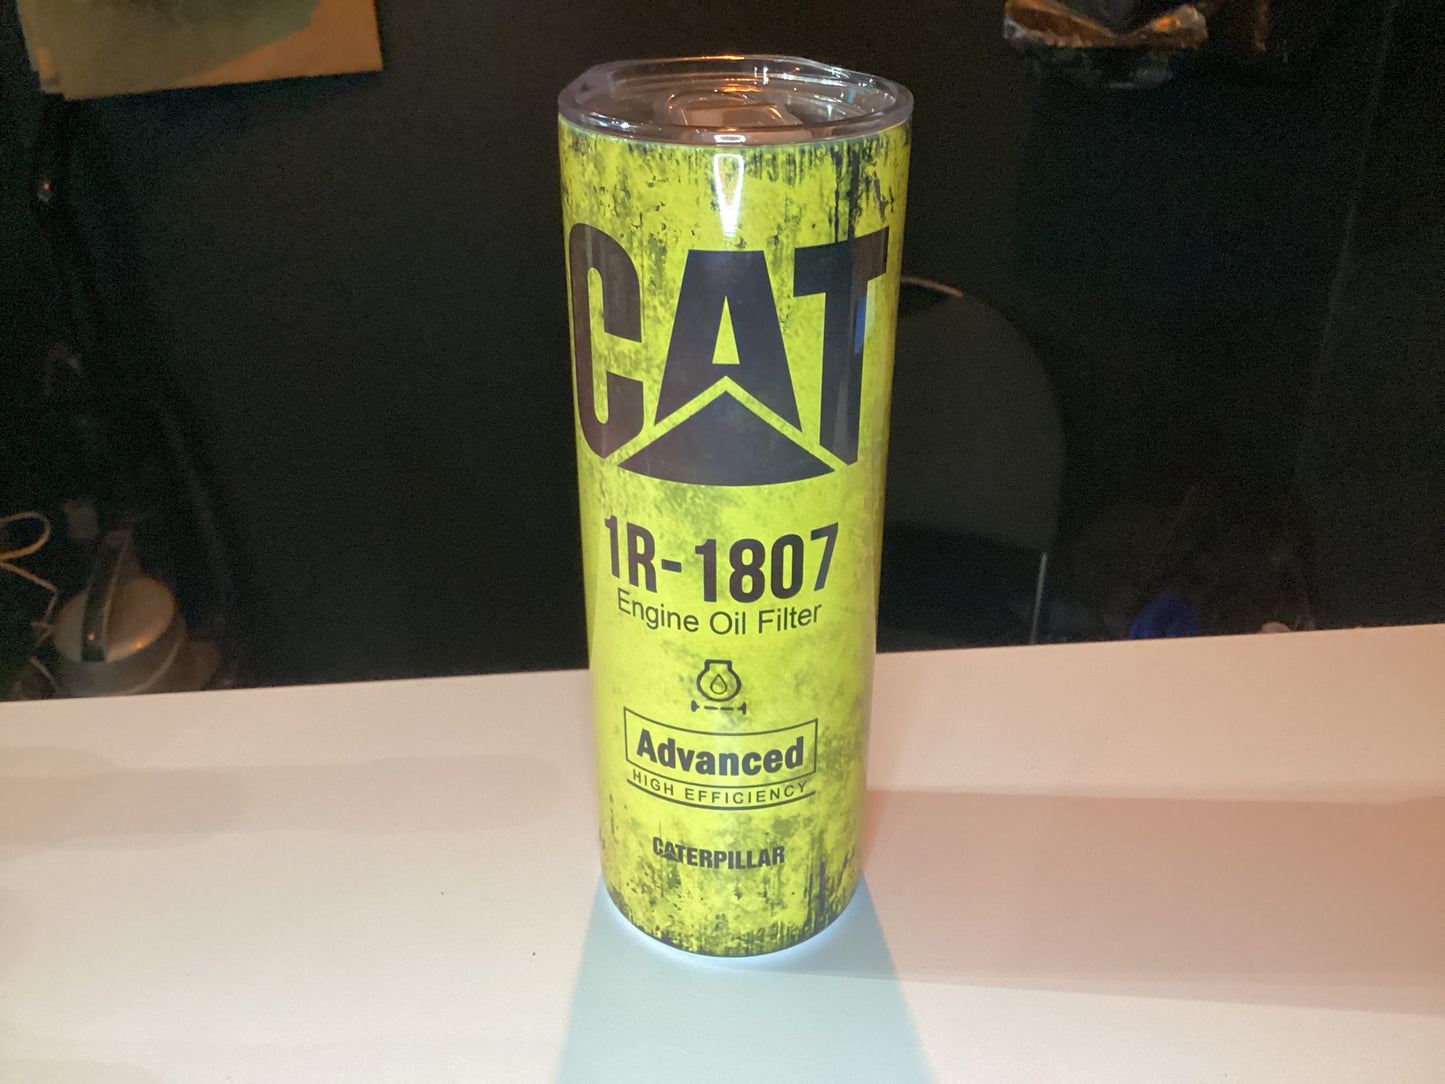 CAT
1R-1807
Engine Oil Filter
Advanced
HIGH EFFICIENCY
CATERPILLAR